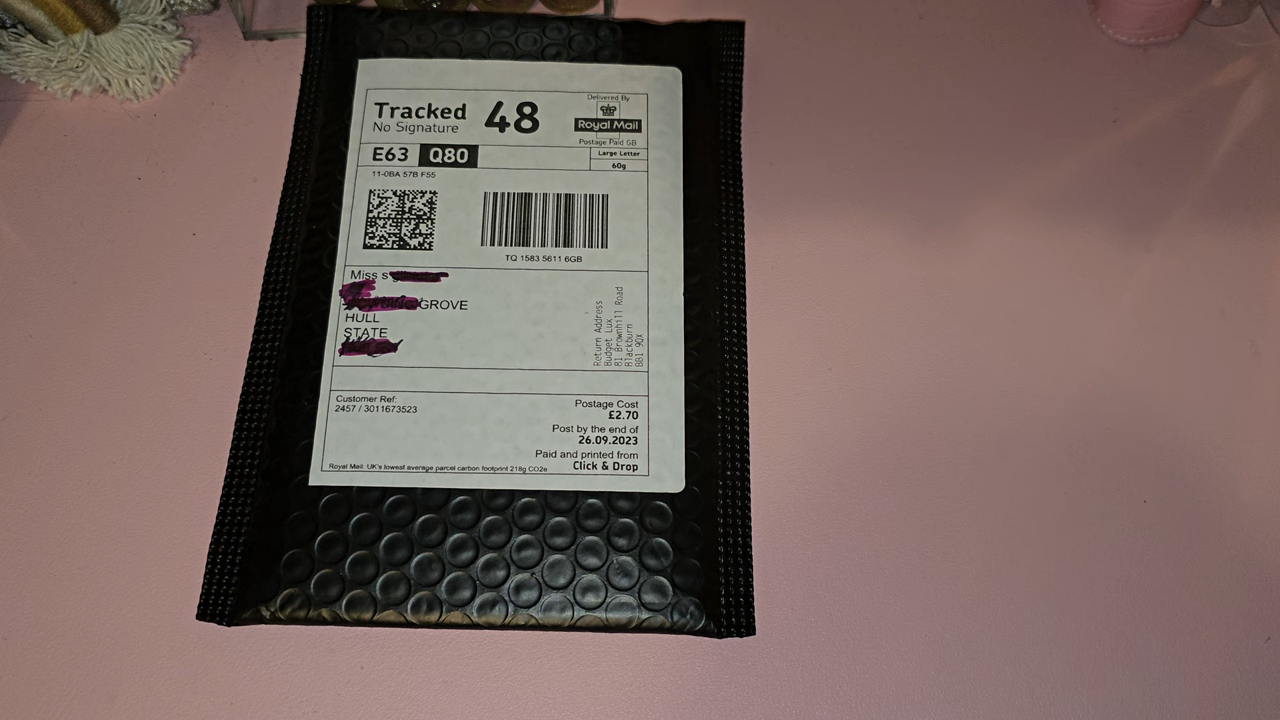 Tracked 48
No Signature
Delivered By
Royal Mail
Postage Paid GB
E63 Q80
Large Letter
60g
11-0BA 57B F55
TQ 1583 5611 6GB
Miss s
GROVE
HULL
STATE
Return Address
Budget Lux
81 Brownhill Road
Blackburn
BB1 9QX
Customer Ref:
2457 / 3011673523
Postage Cost
£2.70
Post by the end of
26.09.2023
Paid and printed from
Click & Drop
Royal Mail: UK's lowest average parcel carbon footprint 218g CO2e